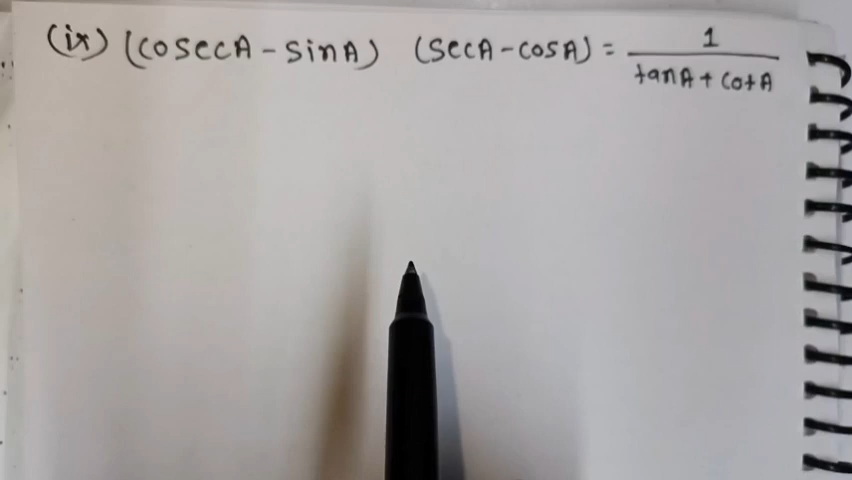 (ix) (cosecA - sinA) (secA - cosA) = 1 / tanA + cotA